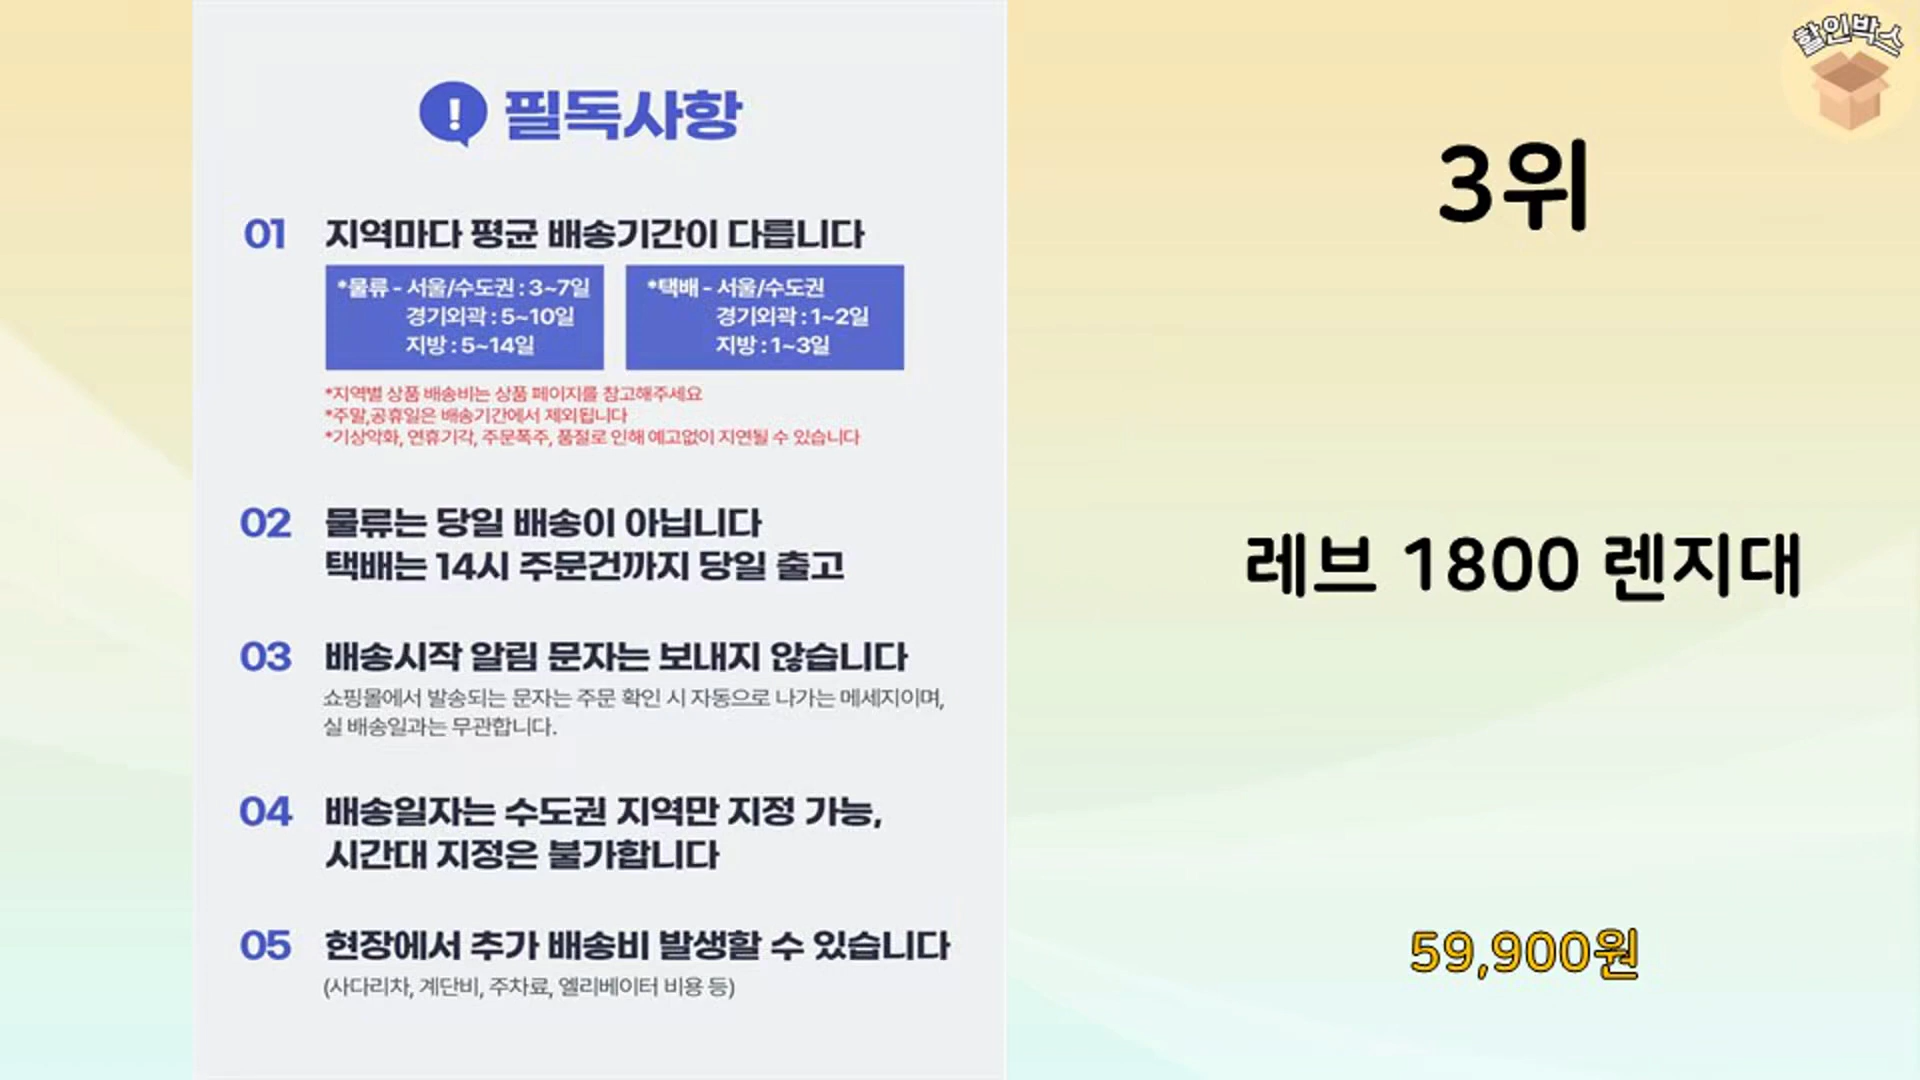 필독사항
01 지역마다 평균 배송기간이 다릅니다
*물류 - 서울/수도권 : 3~7일
경기외곽 : 5~10일
지방 : 5~14일
*택배 - 서울/수도권
경기외곽 : 1~2일
지방 : 1~3일
*지역별 상품 배송비는 상품 페이지를 참고해주세요
*주말,공휴일은 배송기간에서 제외됩니다
*기상악화, 연휴기각, 주문폭주, 품절로 인해 예고없이 지연될 수 있습니다
02 물류는 당일 배송이 아닙니다
택배는 14시 주문건까지 당일 출고
03 배송시작 알림 문자는 보내지 않습니다
쇼핑몰에서 발송되는 문자는 주문 확인 시 자동으로 나가는 메세지이며,
실 배송일과는 무관합니다.
04 배송일자는 수도권 지역만 지정 가능,
시간대 지정은 불가합니다
05 현장에서 추가 배송비 발생할 수 있습니다
(사다리차, 계단비, 주차료, 엘리베이터 비용 등)
할인박스
3위
레브 1800 렌지대
59,900원